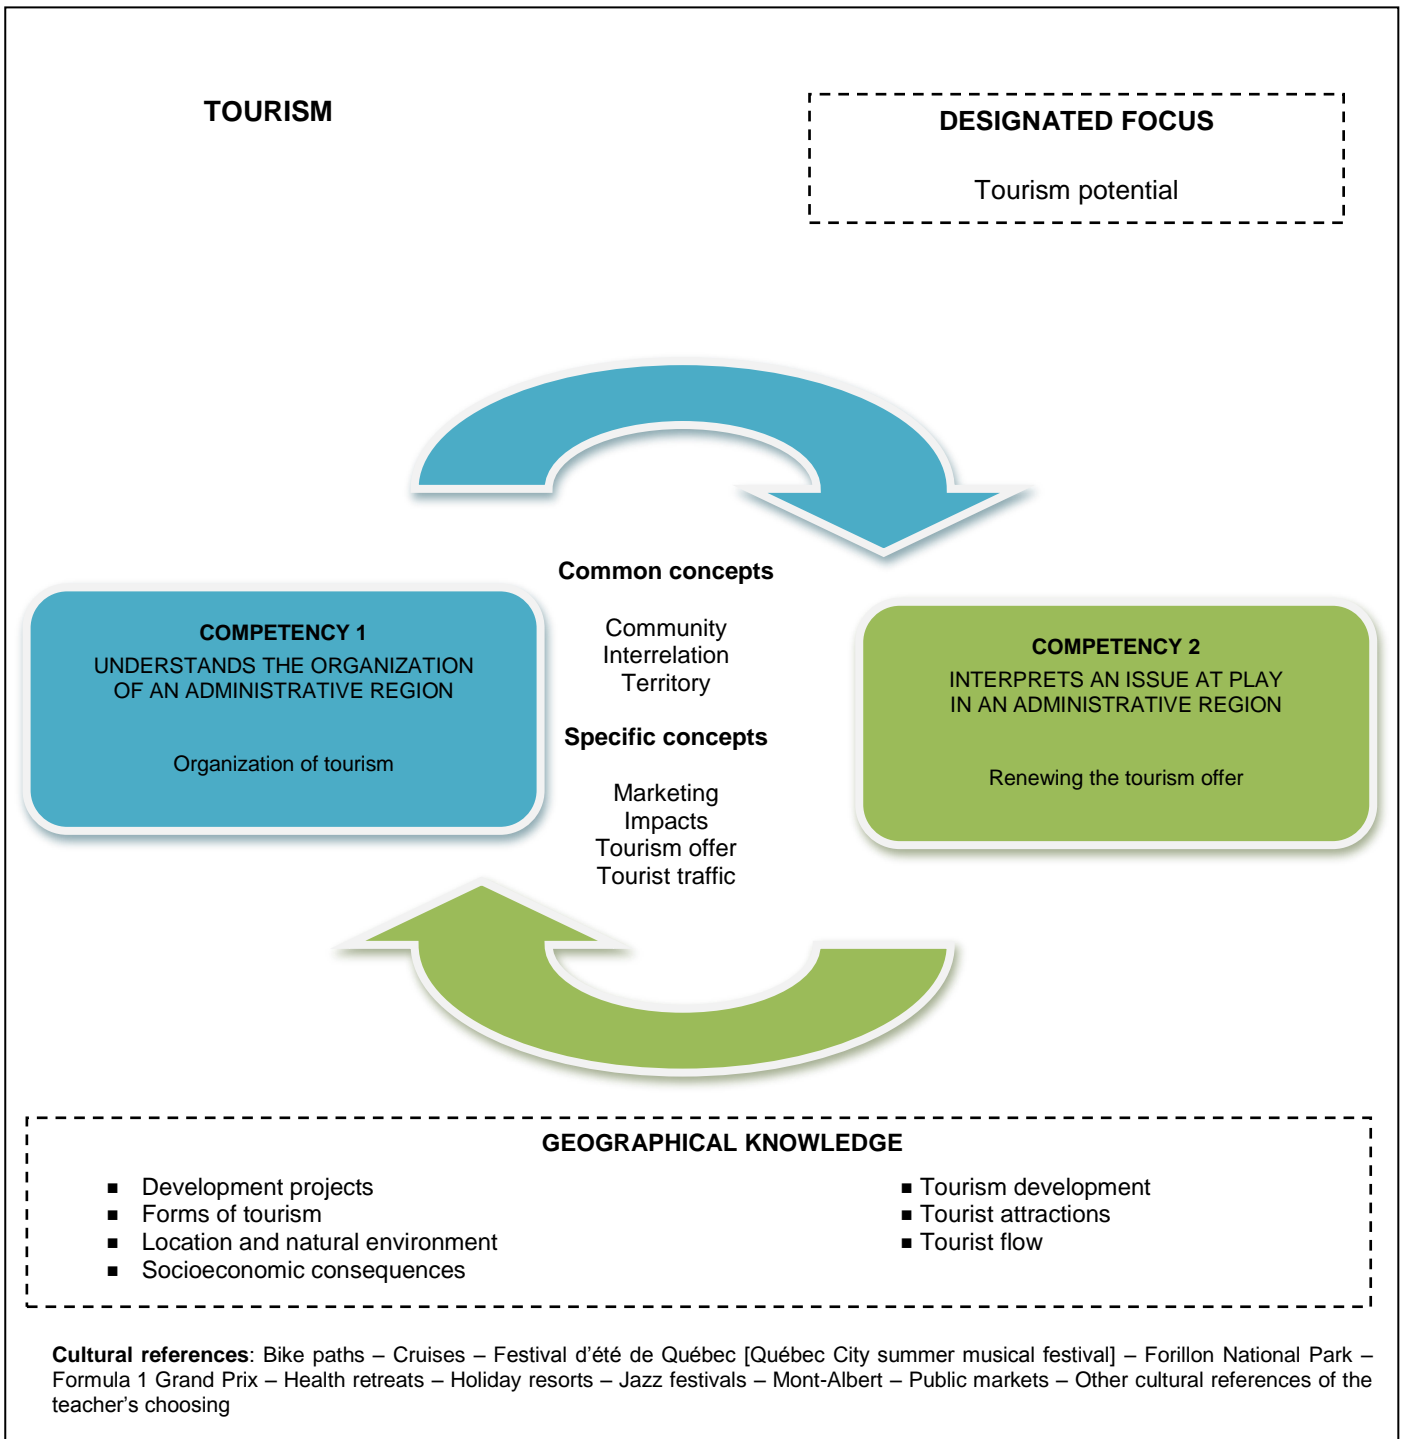 TOURISM
DESIGNATED FOCUS
Tourism potential
Common concepts
Community
Interrelation
Territory
Specific concepts
Marketing
Impacts
Tourism offer
Tourist traffic
COMPETENCY 1
UNDERSTANDS THE ORGANIZATION
OF AN ADMINISTRATIVE REGION
Organization of tourism
COMPETENCY 2
INTERPRETS AN ISSUE AT PLAY
IN AN ADMINISTRATIVE REGION
Renewing the tourism offer
GEOGRAPHICAL KNOWLEDGE
▪ Development projects
▪ Forms of tourism
▪ Location and natural environment
▪ Socioeconomic consequences
▪ Tourism development
▪ Tourist attractions
▪ Tourist flow
Cultural references: Bike paths – Cruises – Festival d’été de Québec [Québec City summer musical festival] – Forillon National Park –
Formula 1 Grand Prix – Health retreats – Holiday resorts – Jazz festivals – Mont-Albert – Public markets – Other cultural references of the
teacher’s choosing